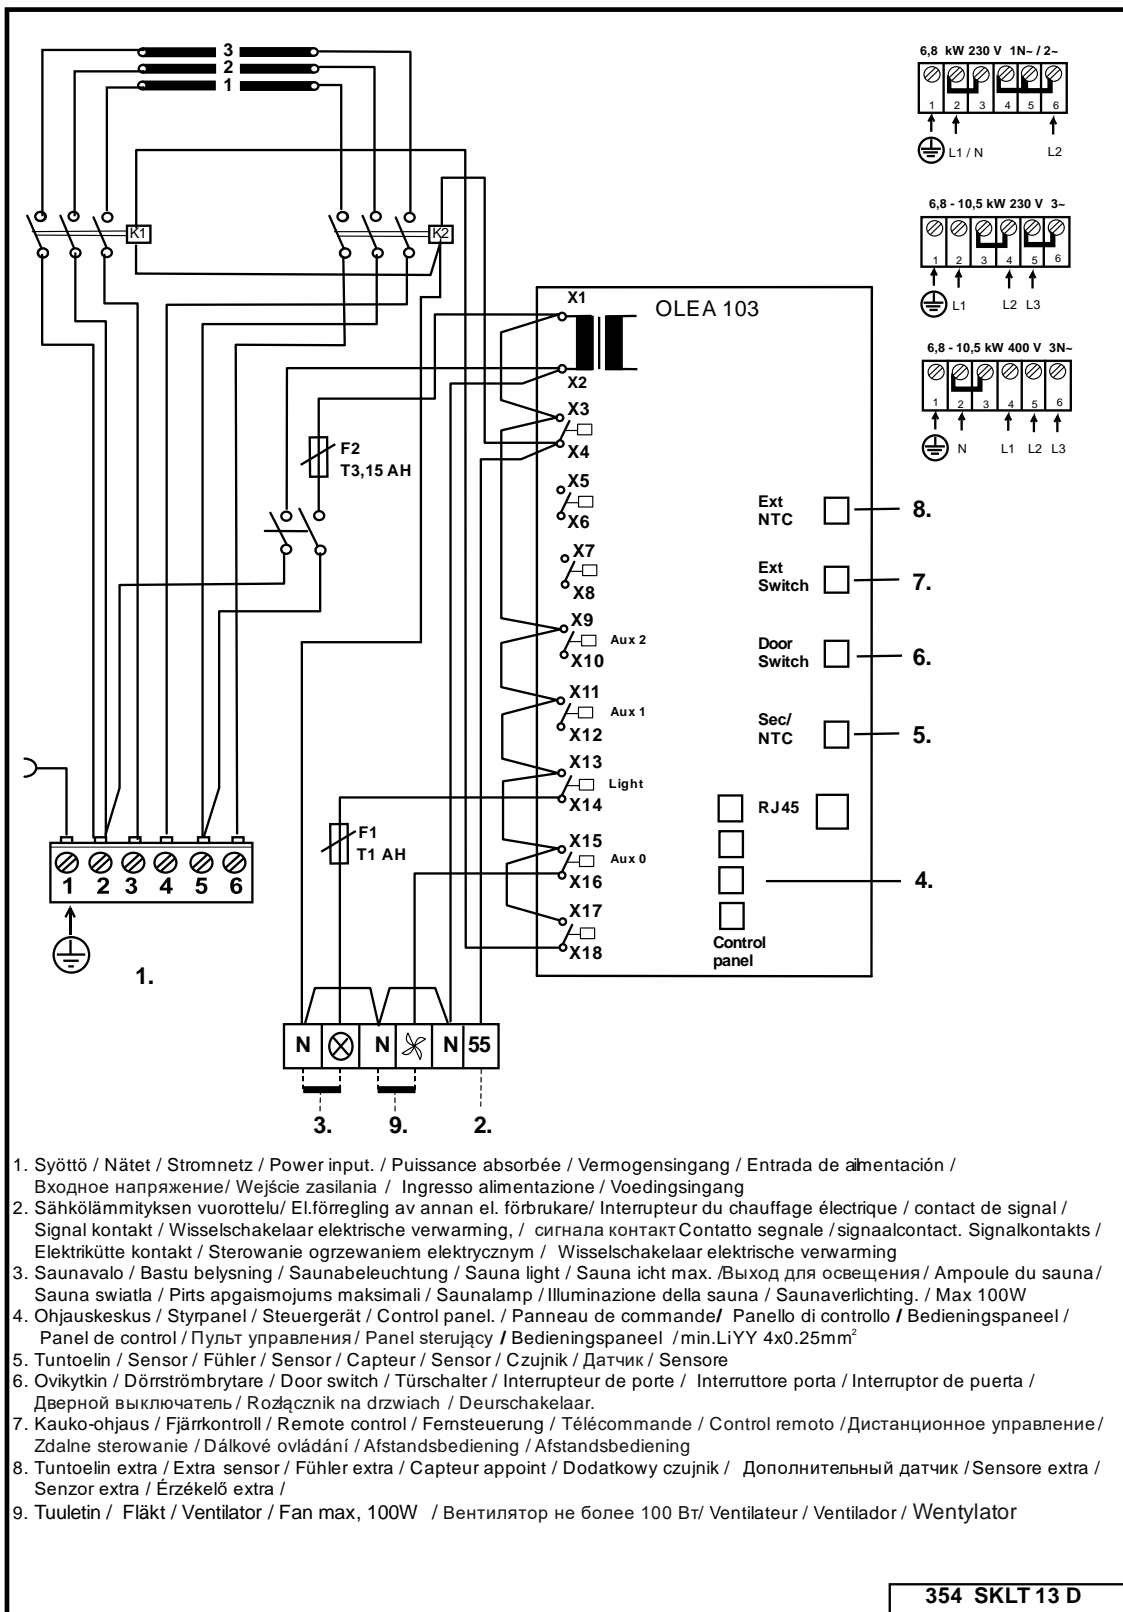 3
2
1
K1
K2
6,8 kW 230 V 1N~ / 2~
1 2 3 4 5 6
L1 / N L2
6,8 - 10,5 kW 230 V 3~
1 2 3 4 5 6
L1 L2 L3
6,8 - 10,5 kW 400 V 3N~
1 2 3 4 5 6
N L1 L2 L3
OLEA 103
X1
X2
X3
X4
X5
X6
X7
X8
X9
Aux 2
X10
X11
Aux 1
X12
X13
Light
X14
X15
Aux 0
X16
X17
X18
F2
T3,15 AH
F1
T1 AH
Ext
NTC
8.
Ext
Switch
7.
Door
Switch
6.
Sec/
NTC
5.
RJ45
4.
Control
panel
1 2 3 4 5 6
1.
N N N 55
3. 9. 2.
1. Syöttö / Nätet / Stromnetz / Power input. / Puissance absorbée / Vermogensingang / Entrada de alimentación /
Входное напряжение/ Wejście zasilania / Ingresso alimentazione / Voedingsingang
2. Sähkölämmityksen vuorottelu/ El.förregling av annan el. förbrukare/ Interrupteur du chauffage électrique / contact de signal /
Signal kontakt / Wisselschakelaar elektrische verwarming, / сигнала контакт Contatto segnale / signaalcontact. Signalkontakts /
Elektrikütte kontakt / Sterowanie ogrzewaniem elektrycznym / Wisselschakelaar elektrische verwarming
3. Saunavalo / Bastu belysning / Saunabeleuchtung / Sauna light / Sauna icht max. /Выход для освещения / Ampoule du sauna/
Sauna swiatla / Pirts apgaismojums maksimali / Saunalamp / Illuminazione della sauna / Saunaverlichting. / Max 100W
4. Ohjauskeskus / Styrpanel / Steuergerät / Control panel. / Panneau de commande/ Panello di controllo / Bedieningspaneel /
Panel de control / Пульт управления / Panel sterujący / Bedieningspaneel /min.LiYY 4x0.25mm²
5. Tuntoelin / Sensor / Fühler / Sensor / Capteur / Sensor / Czujnik / Датчик / Sensore
6. Ovikytkin / Dörrströmbrytare / Door switch / Türschalter / Interrupteur de porte / Interruttore porta / Interruptor de puerta /
Дверной выключатель / Rozłącznik na drzwiach / Deurschakelaar.
7. Kauko-ohjaus / Fjärrkontroll / Remote control / Fernsteuerung / Télécommande / Control remoto /Дистанционное управление /
Zdalne sterowanie / Dálkové ovládání / Afstandsbediening / Afstandsbediening
8. Tuntoelin extra / Extra sensor / Fühler extra / Capteur appoint / Dodatkowy czujnik / Дополнительный датчик / Sensore extra /
Senzor extra / Érzékelő extra /
9. Tuuletin / Fläkt / Ventilator / Fan max, 100W / Вентилятор не более 100 Вт/ Ventilateur / Ventilador / Wentylator
354 SKLT 13 D